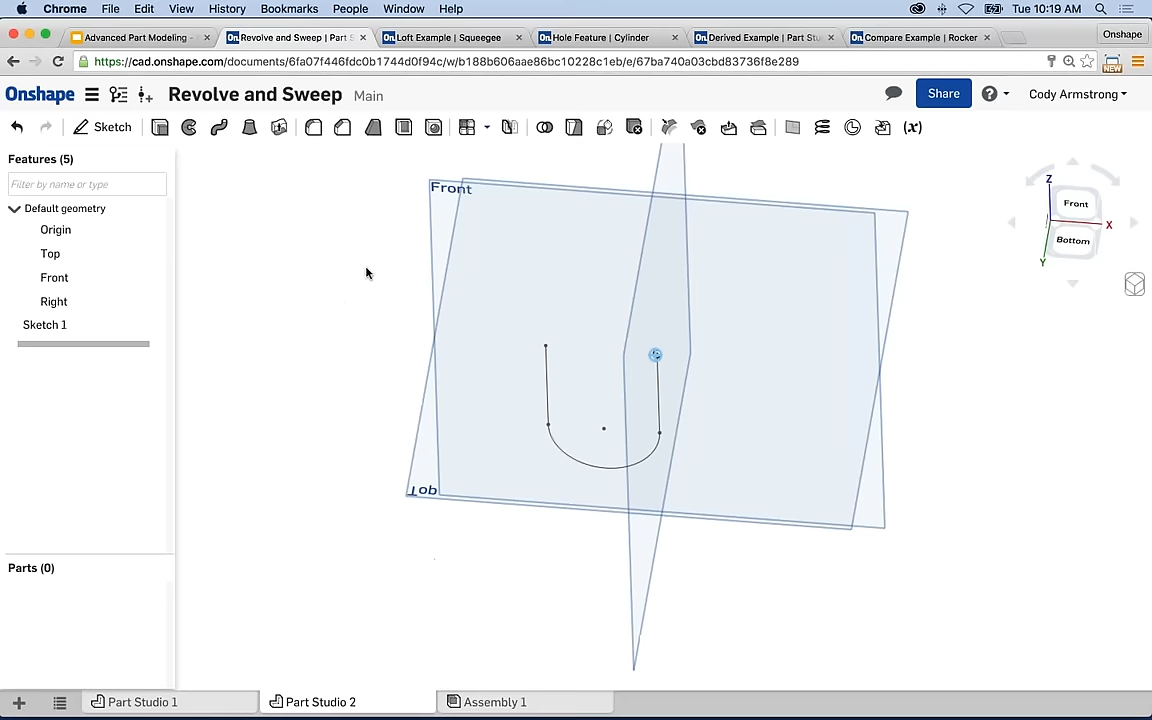 Chrome File Edit View History Bookmarks People Window Help Tue 10:19 AM
Advanced Part Modeling - Revolve and Sweep | Part S Loft Example | Squeegee Hole Feature | Cylinder Derived Example | Part Stu Compare Example | Rocker Onshape
https://cad.onshape.com/documents/6fa07f446fdc0b1744d0f94c/w/b188b606aae86bc10228c1eb/e/67ba740a03cbd83736f8e289 NEW
Onshape Revolve and Sweep Main Share Cody Armstrong
Sketch (x)
Features (5)
Filter by name or type
Default geometry
Origin
Top
Front
Right
Sketch 1
Parts (0)
Front
Top
Z
Front
X
Bottom
Y
Part Studio 1 Part Studio 2 Assembly 1